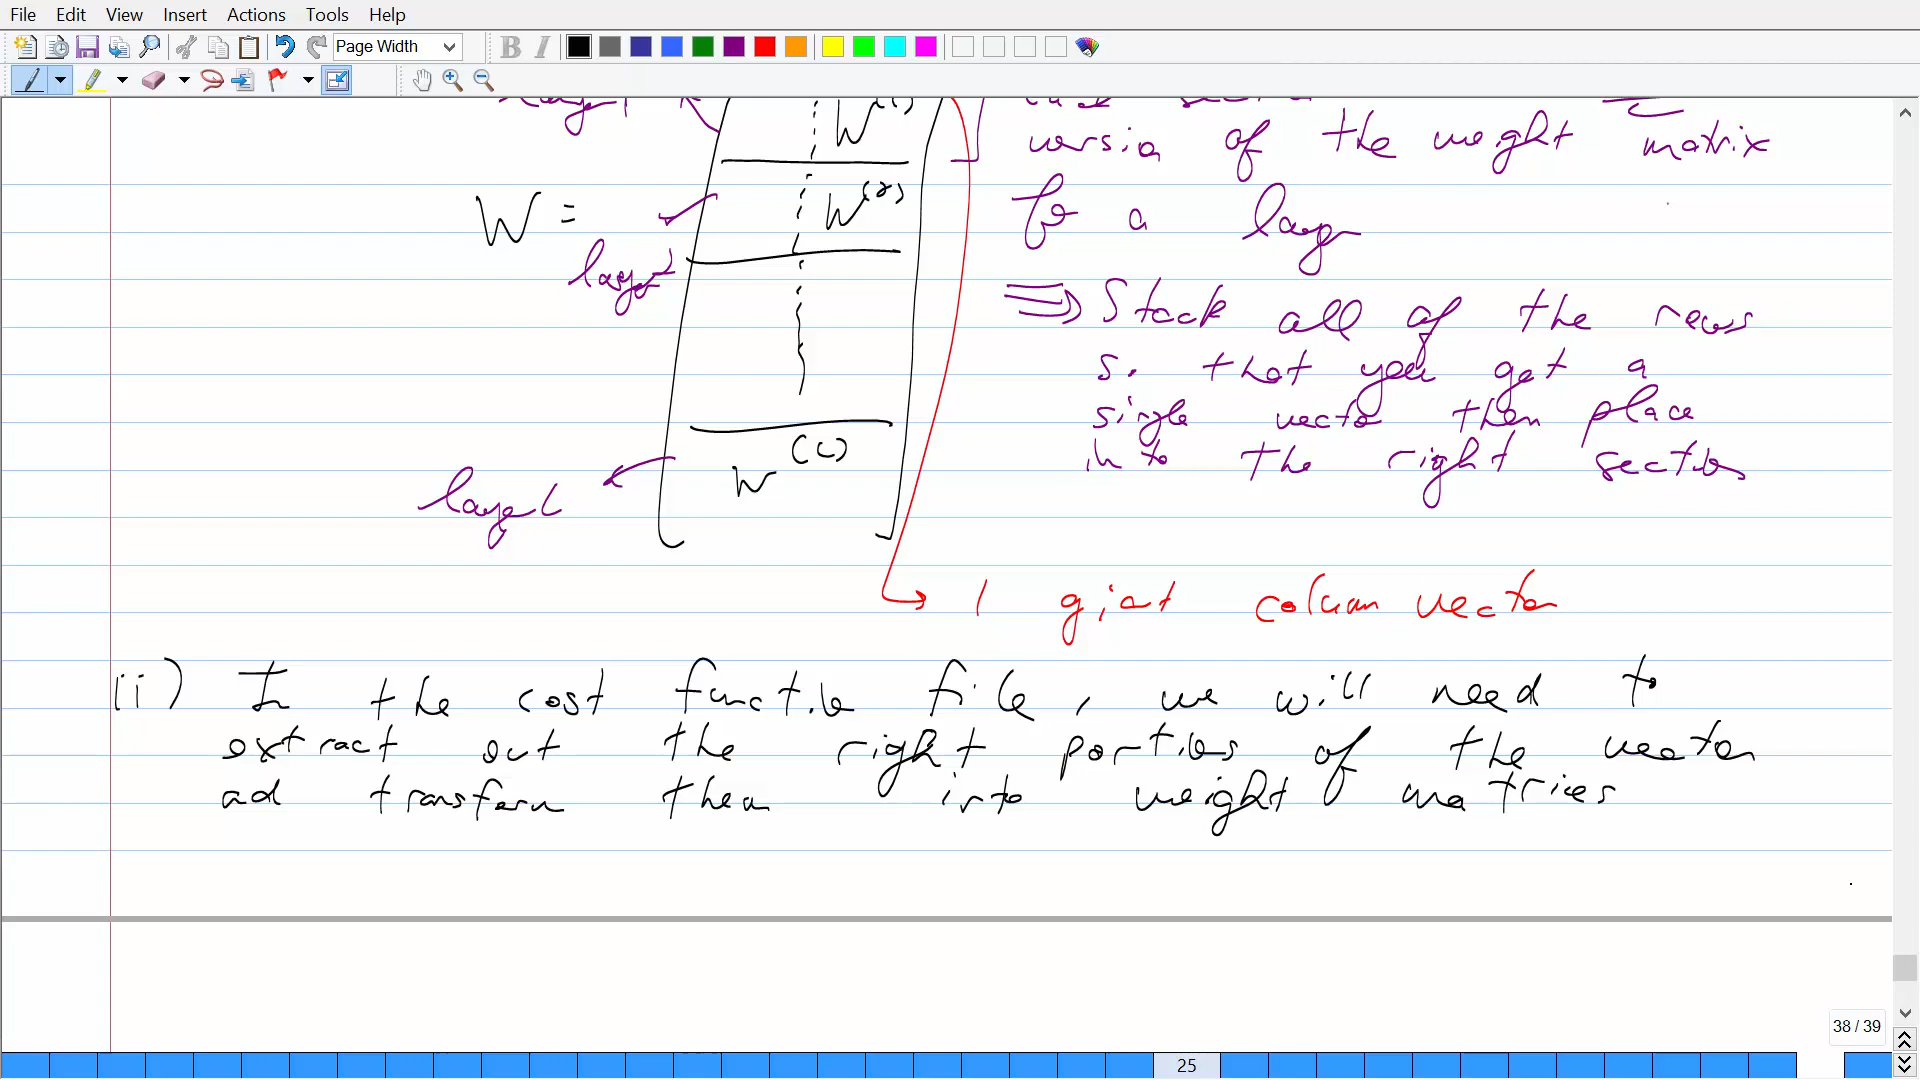 File Edit View Insert Actions Tools Help
Page Width
B I
W(1)
version of the weight matrix
W =
W(2)
for a layer
layer 2
⇒ Stack all of the rows
so that you get a
single vector then place
into the right section
W(L)
layer L
→ 1 giant column vector
(ii) In the cost function file, we will need to
extract out the right portions of the vector
and transform them into weight matrices
38 / 39
25